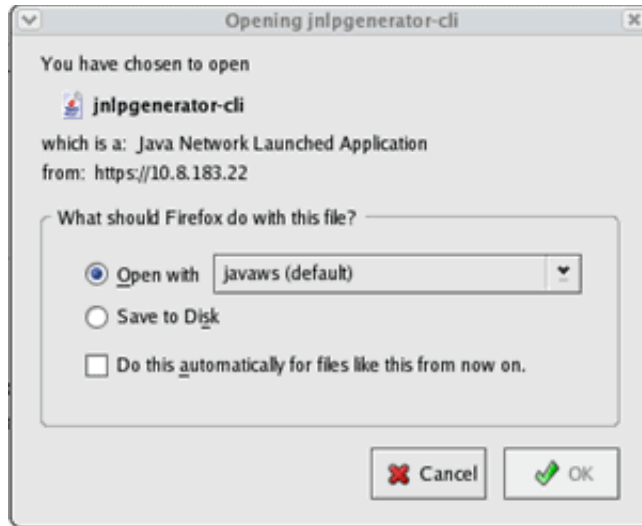 Opening jnlpgenerator-cli
You have chosen to open
jnlpgenerator-cli
which is a: Java Network Launched Application
from: https://10.8.183.22
What should Firefox do with this file?
Open with javaws (default)
Save to Disk
Do this automatically for files like this from now on.
Cancel OK